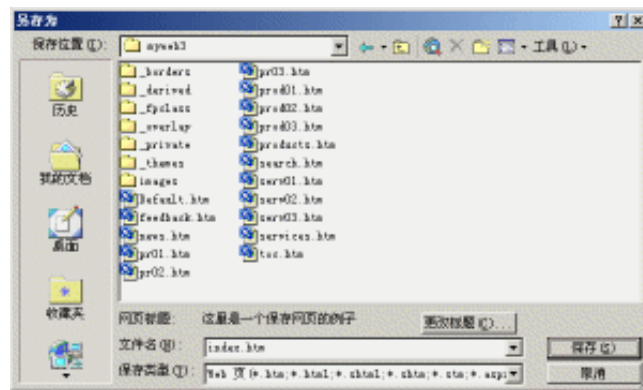 另存为
保存位置(I): myweb3 工具(L)
历史
我的文档
桌面
收藏夹
_borders
_derived
_fpclass
_overlay
_private
_themes
images
Default.htm
feedback.htm
news.htm
pr01.htm
pr02.htm
pr03.htm
prod01.htm
prod02.htm
prod03.htm
products.htm
search.htm
serv01.htm
serv02.htm
serv03.htm
services.htm
toc.htm
网页标题: 这里是一个保存网页的例子 更改标题(C)...
文件名(N): index.htm 保存(S)
保存类型(T): Web 页(*.htm;*.html;*.shtml;*.shtm;*.stm;*.asp; 取消